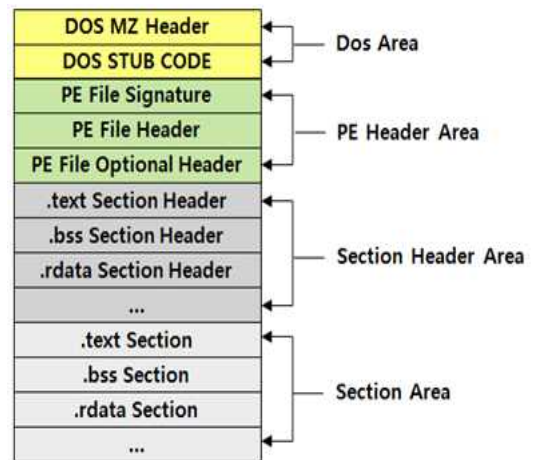 DOS MZ Header
DOS STUB CODE
Dos Area
PE File Signature
PE File Header
PE File Optional Header
PE Header Area
.text Section Header
.bss Section Header
.rdata Section Header
...
Section Header Area
.text Section
.bss Section
.rdata Section
...
Section Area